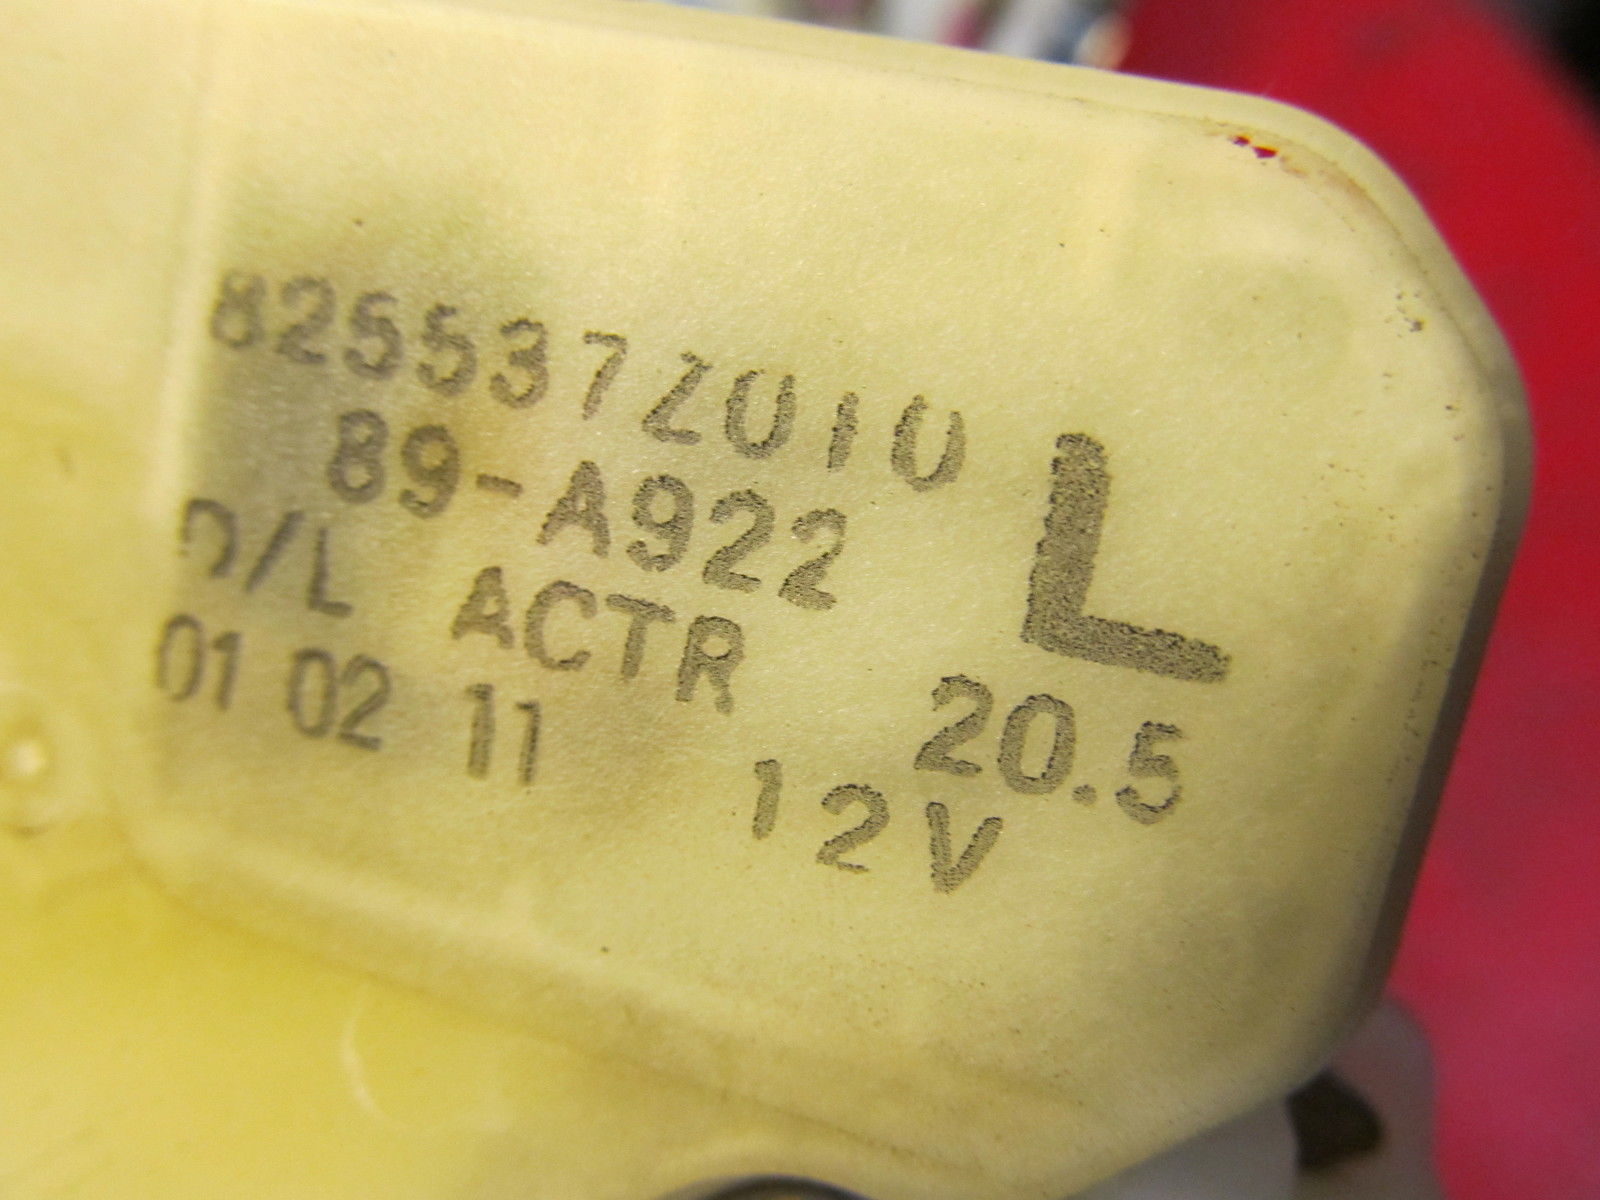 825537Z010
89-A922
D/L ACTR
01 02 11
L
20.5
12V